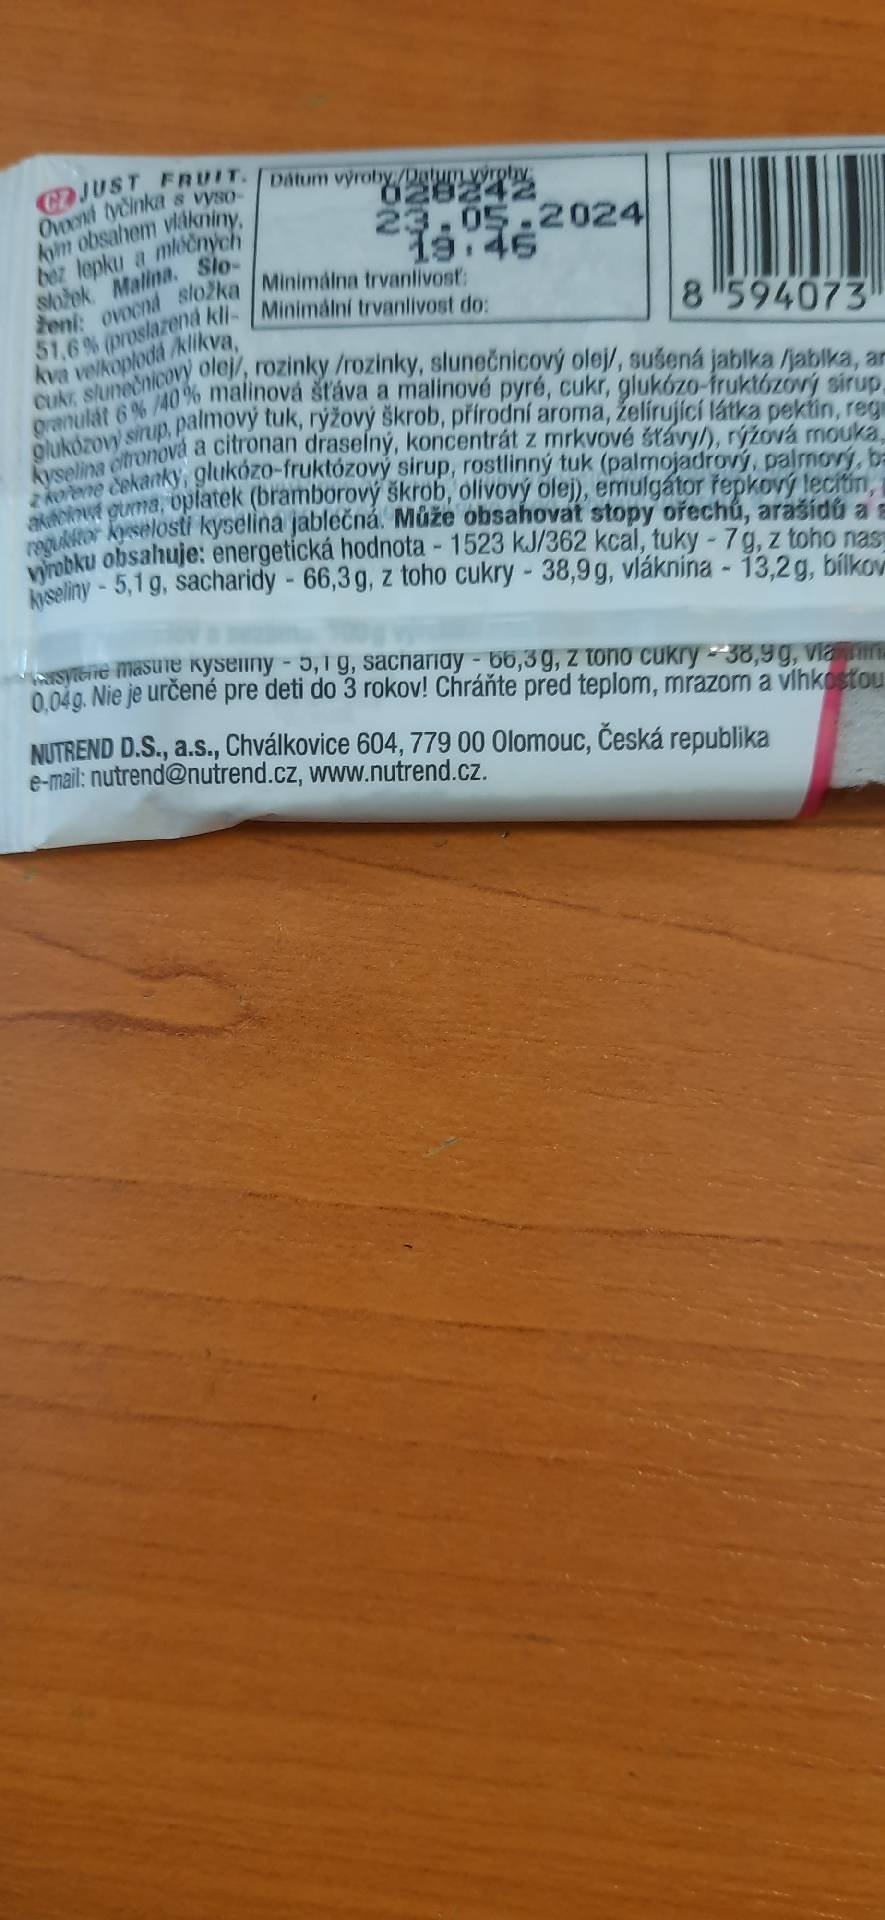 CZ JUST FRUIT.
Ovocná tyčinka s vyso-
kým obsahem vlákniny,
bez lepku a mléčných
složek. Malina. Slo-
žení: ovocná složka
51,6 % (proslazená kli-
kva velkoplodá /klikva,
Dátum výroby:/Datum výroby:
028242
23.05.2024
19:46
Minimálna trvanlivosť:
Minimální trvanlivost do:
8 594073
cukr, slunečnicový olej/, rozinky /rozinky, slunečnicový olej/, sušená jablka /jablka,
granulát 6 % /40 % malinová šťáva a malinové pyré, cukr, glukózo-fruktózový sirup,
glukózový sirup, palmový tuk, rýžový škrob, přírodní aroma, želírující látka pektin,
kyselina citronová a citronan draselný, koncentrát z mrkvové šťávy/), rýžová mouka,
z kořene čekanky, glukózo-fruktózový sirup, rostlinný tuk (palmojadrový, palmový,
akáciová guma, oplatek (bramborový škrob, olivový olej), emulgátor řepkový lecitin,
regulátor kyselosti kyselina jablečná. Může obsahovat stopy ořechů, arašídů a
výrobku obsahuje: energetická hodnota - 1523 kJ/362 kcal, tuky - 7 g, z toho
kyseliny - 5,1 g, sacharidy - 66,3 g, z toho cukry - 38,9 g, vláknina - 13,2 g,
mastné kyseliny - 5,1 g, sacharidy - 66,3 g, z toho cukry - 38,9 g,
0,04g. Nie je určené pre deti do 3 rokov! Chráňte pred teplom, mrazom a vlhkosťou
NUTREND D.S., a.s., Chválkovice 604, 779 00 Olomouc, Česká republika
e-mail: nutrend@nutrend.cz, www.nutrend.cz.